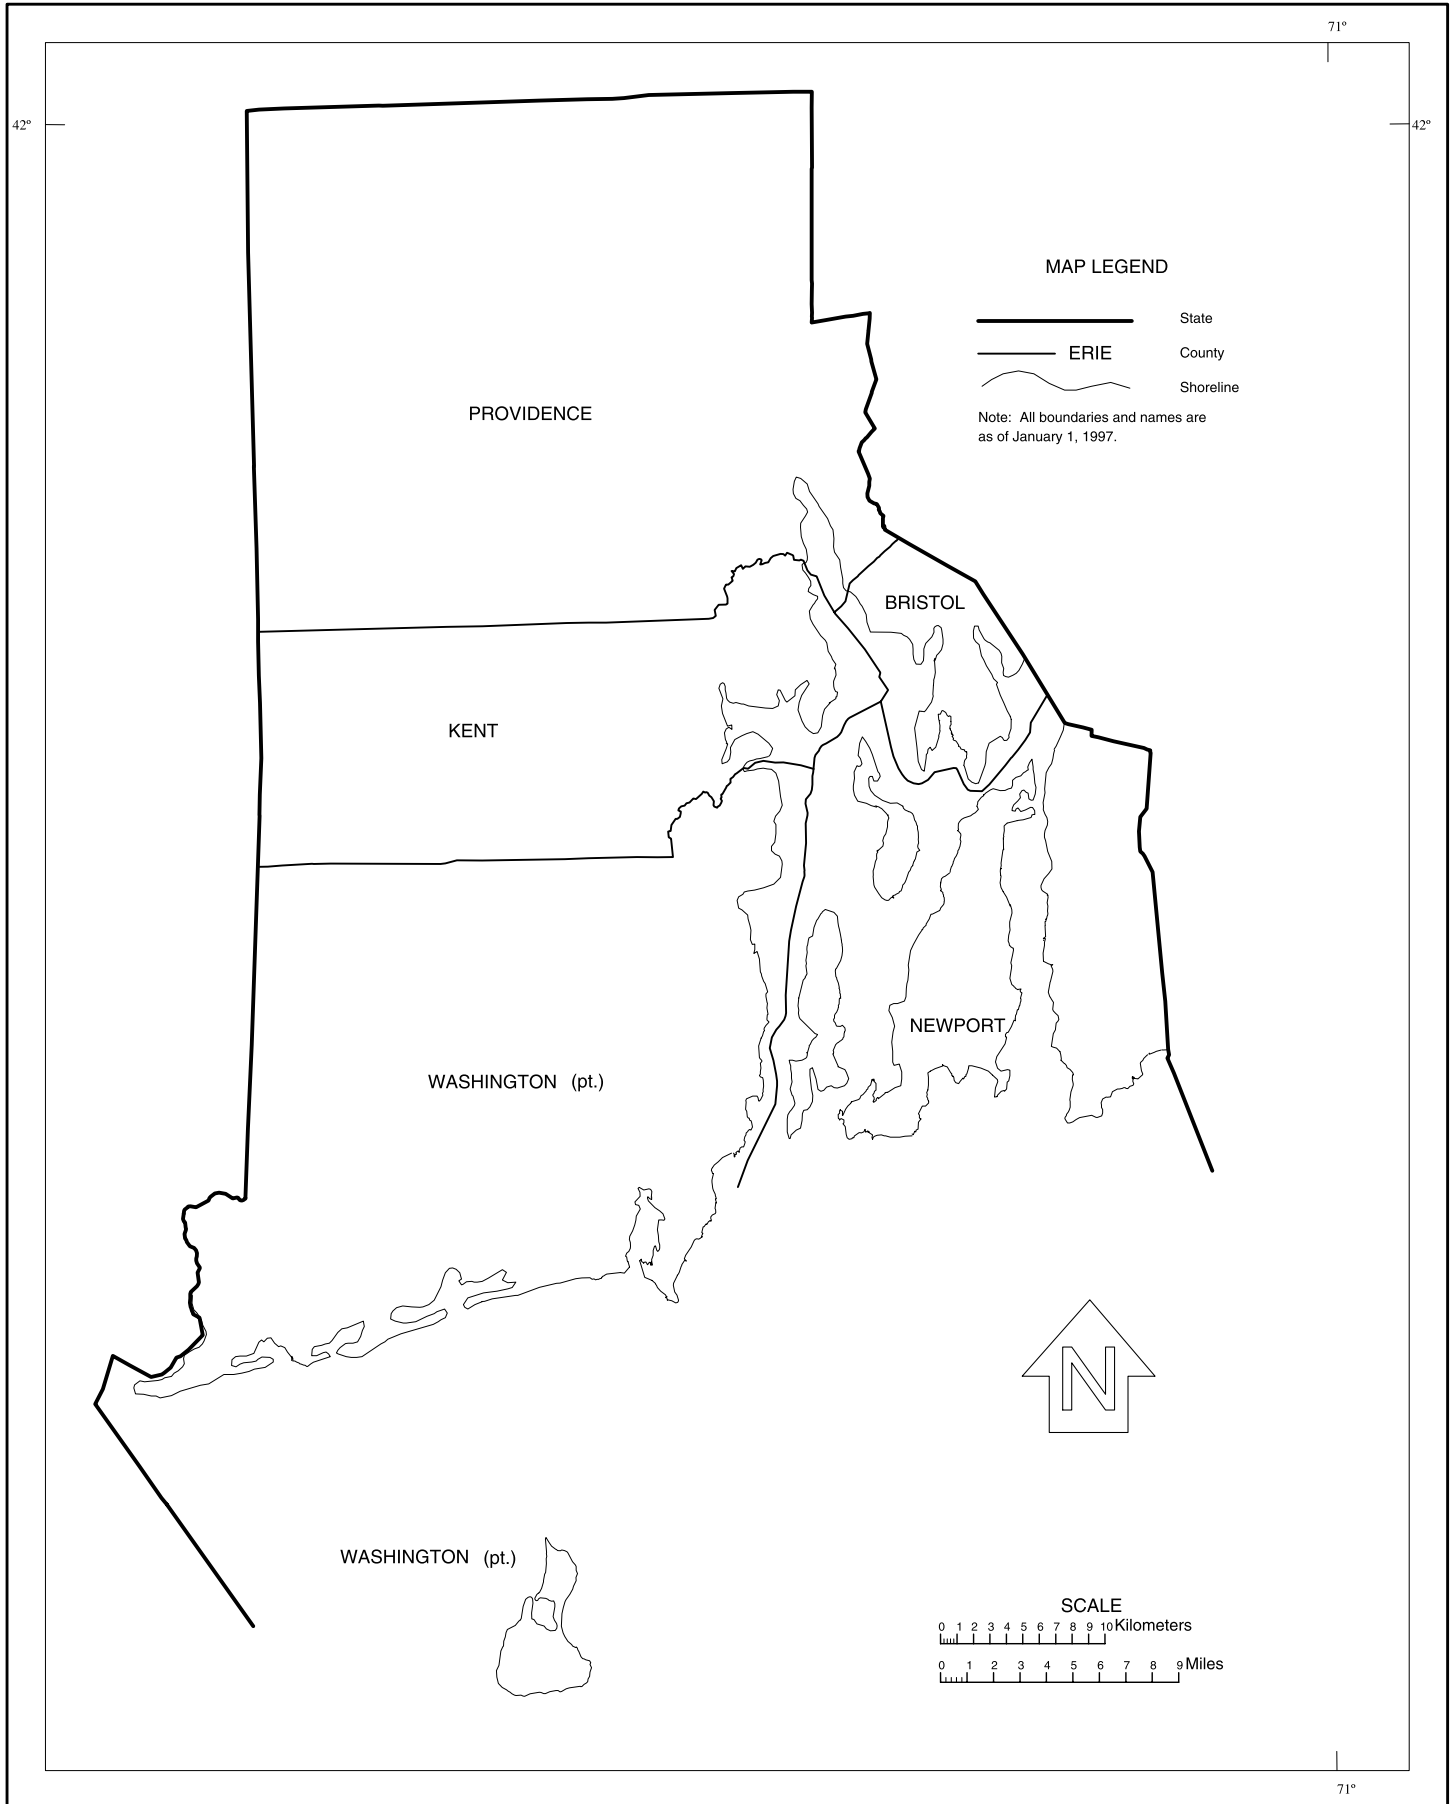 71°
42°
42°
MAP LEGEND
State
ERIE County
Shoreline
Note: All boundaries and names are
as of January 1, 1997.
PROVIDENCE
BRISTOL
KENT
NEWPORT
WASHINGTON (pt.)
N
WASHINGTON (pt.)
SCALE
0 1 2 3 4 5 6 7 8 9 10 Kilometers
0 1 2 3 4 5 6 7 8 9 Miles
71°